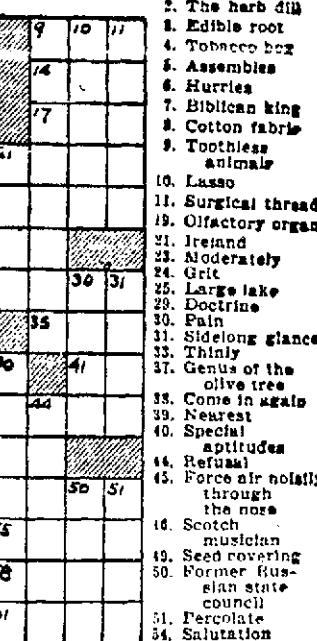 9 10 11
14
17
30 31
35
41
44
50 51
2. The herb dill
3. Edible root
4. Tobacco box
5. Assembles
6. Hurries
7. Biblican king
8. Cotton fabric
9. Toothless
animals
10. Lasso
11. Surgical thread
19. Olfactory organ
21. Ireland
23. Moderately
24. Grit
25. Large lake
29. Doctrine
30. Pain
31. Sidelong glance
33. Thinly
37. Genus of the
olive tree
38. Come in again
39. Nearest
40. Special
aptitudes
44. Refusal
45. Force air noisily
through
the nose
46. Scotch
musician
49. Seed covering
50. Former Rus-
sian state
council
51. Percolate
54. Salutation